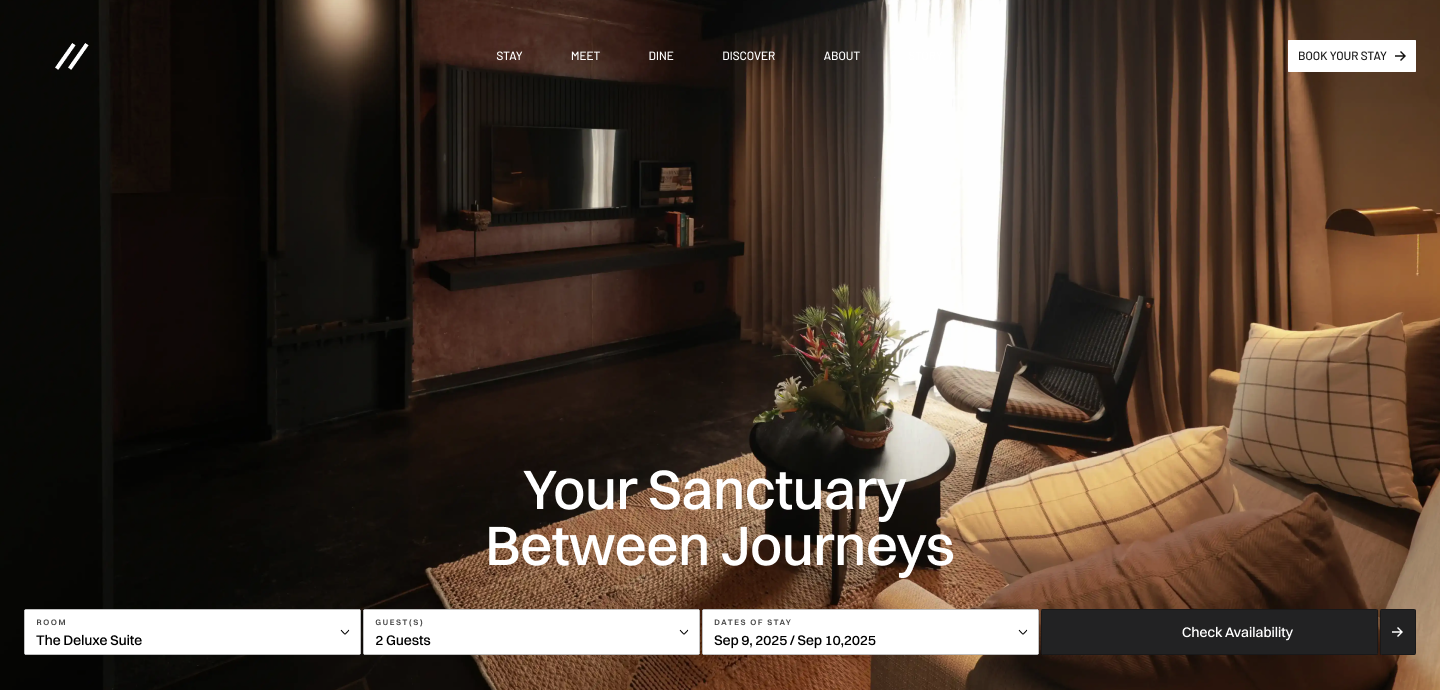 STAY MEET DINE DISCOVER ABOUT BOOK YOUR STAY
Your Sanctuary
Between Journeys
ROOM
The Deluxe Suite
GUEST(S)
2 Guests
DATES OF STAY
Sep 9, 2025 / Sep 10,2025
Check Availability